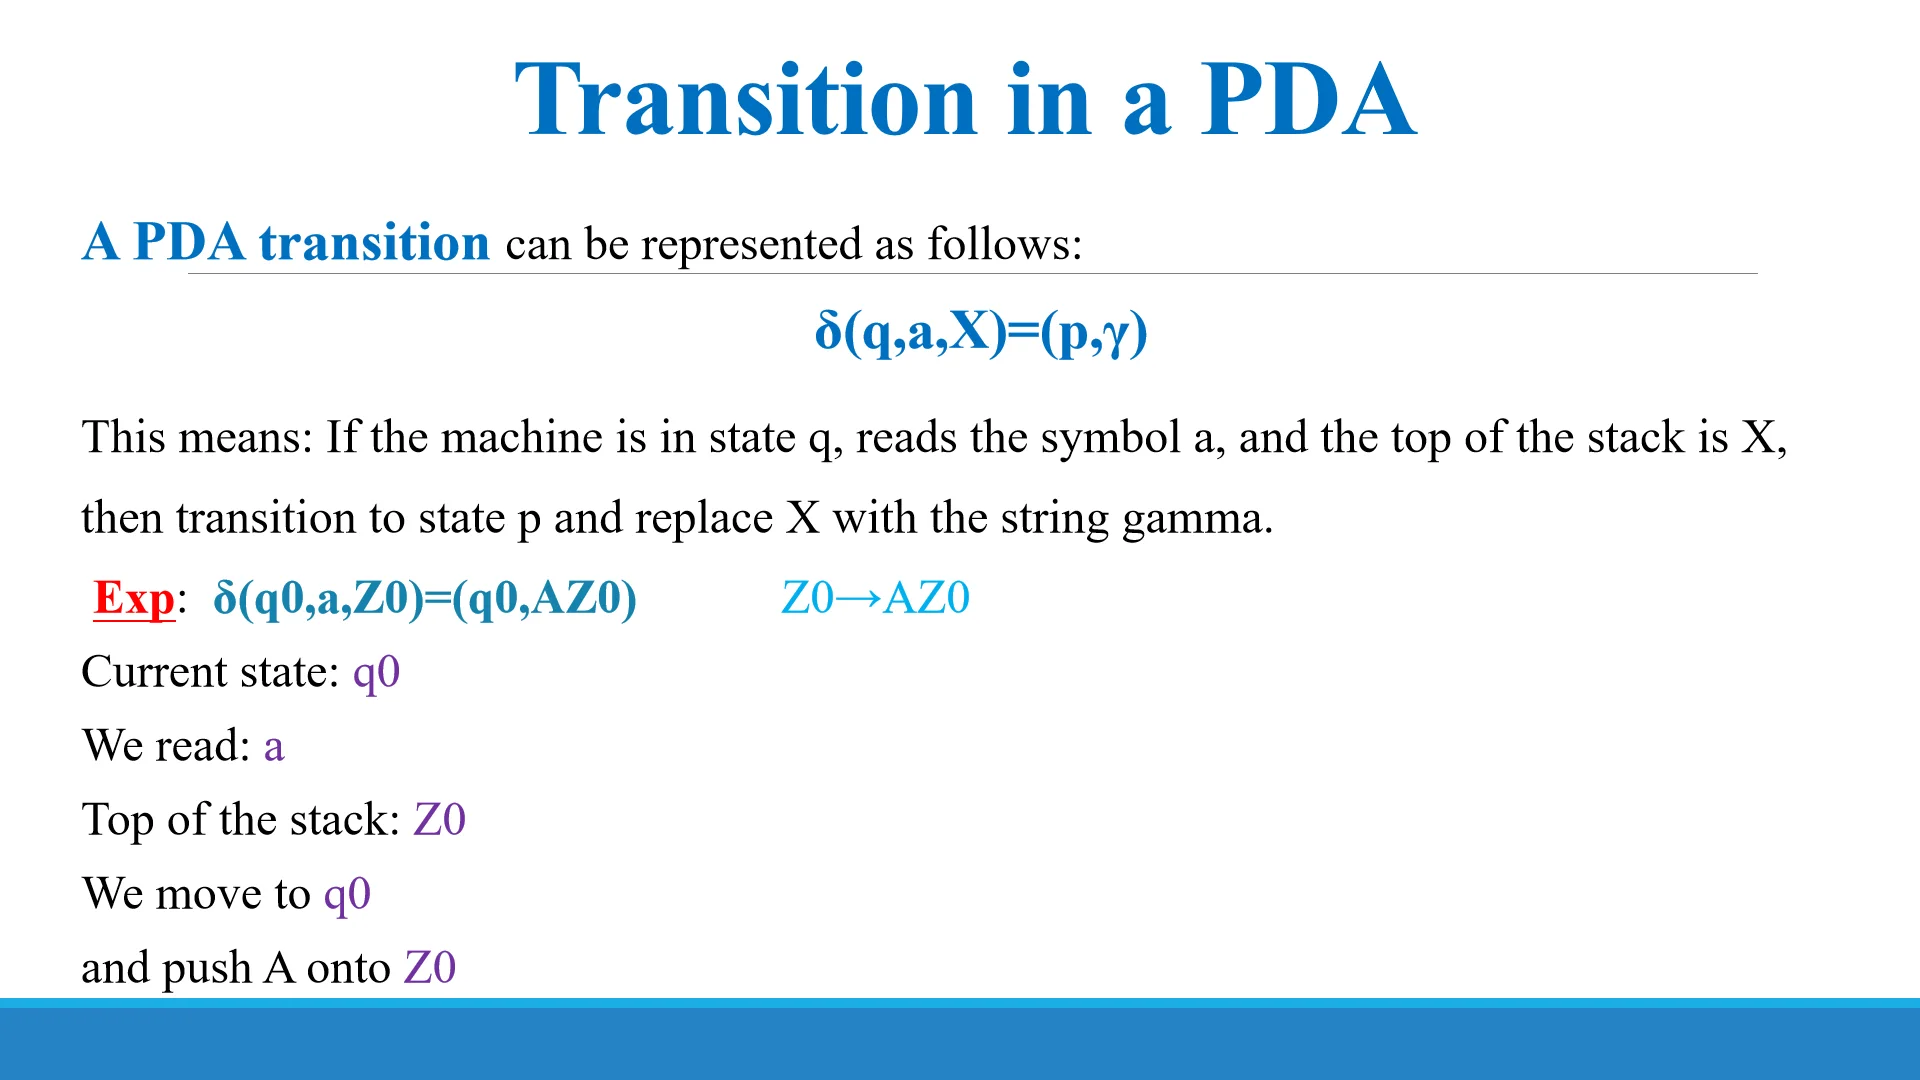 Transition in a PDA
A PDA transition can be represented as follows:
δ(q,a,X)=(p,γ)
This means: If the machine is in state q, reads the symbol a, and the top of the stack is X,
then transition to state p and replace X with the string gamma.
Exp: δ(q0,a,Z0)=(q0,AZ0) Z0→AZ0
Current state: q0
We read: a
Top of the stack: Z0
We move to q0
and push A onto Z0